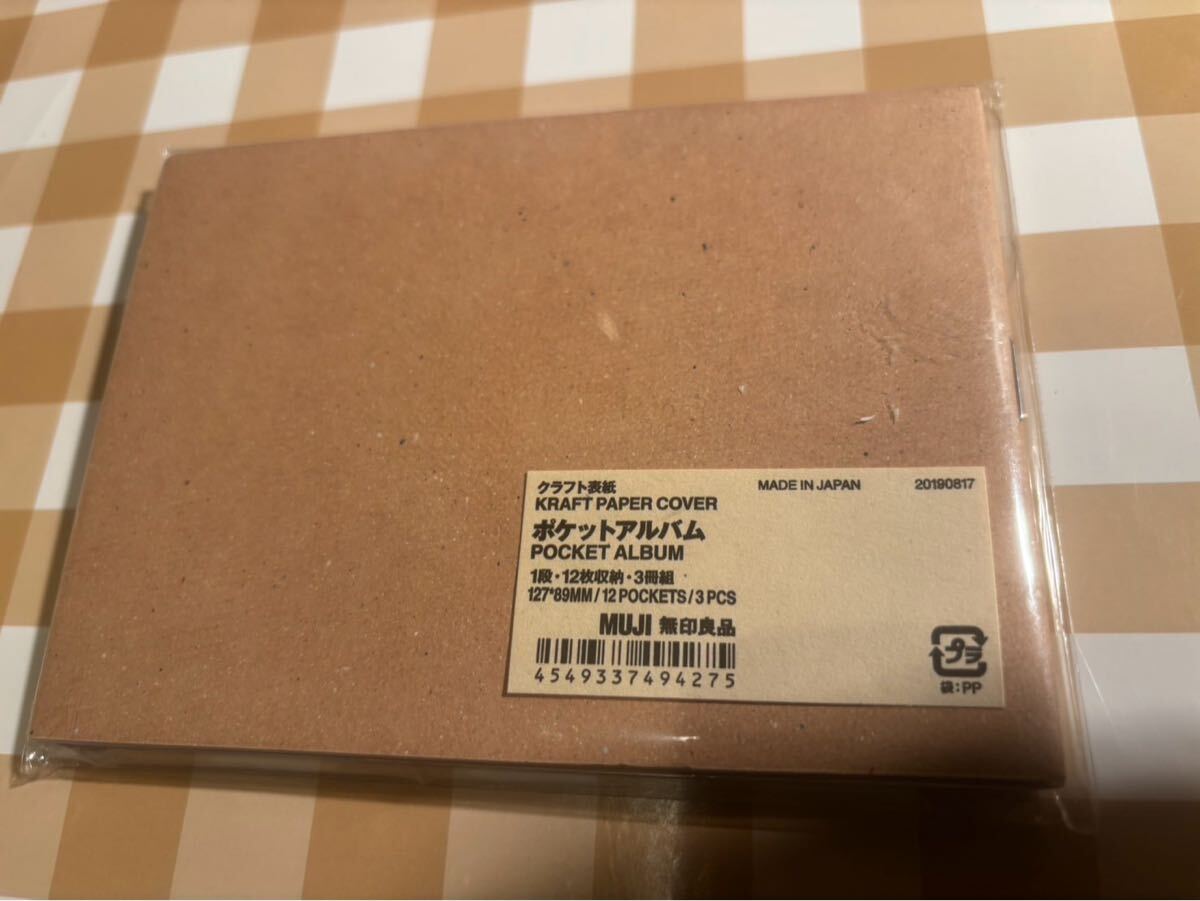 クラフト表紙
KRAFT PAPER COVER
MADE IN JAPAN
20190817
ポケットアルバム
POCKET ALBUM
1段・12枚収納・3冊組
127*89MM/12 POCKETS/3 PCS
MUJI 無印良品
4549337494275
プラ
袋:PP